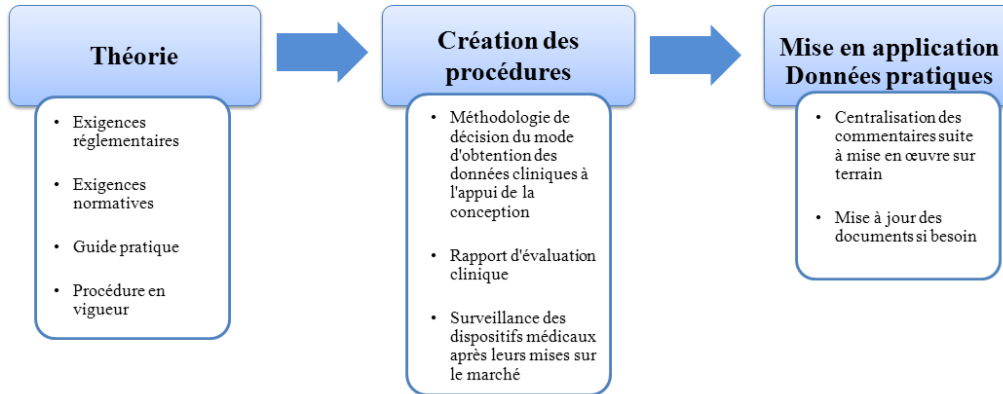 Théorie
• Exigences
réglementaires
• Exigences
normatives
• Guide pratique
• Procédure en
vigueur
Création des
procédures
• Méthodologie de
décision du mode
d'obtention des
données cliniques à
l'appui de la
conception
• Rapport d'évaluation
clinique
• Surveillance des
dispositifs médicaux
après leurs mises sur
le marché
Mise en application
Données pratiques
• Centralisation des
commentaires suite
à mise en œuvre sur
terrain
• Mise à jour des
documents si besoin